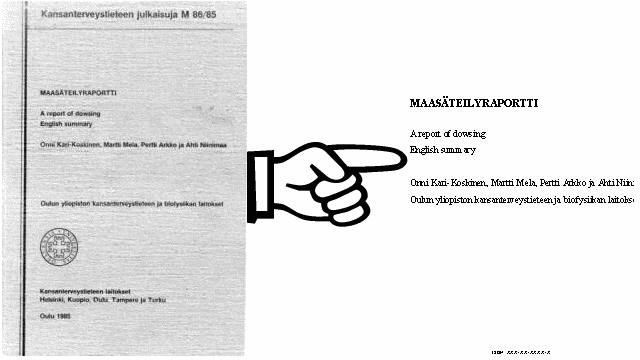 Kansanterveystieteen julkaisuja M 86/85
MAASÄTEILYRAPORTTI
A report of dowsing
English summary
Onni Kari-Koskinen, Martti Mela, Pertti Arkko ja Ahti Niinimaa
Oulun yliopiston kansanterveystieteen ja biofysiikan laitokset
Kansanterveystieteen laitokset
Helsinki, Kuopio, Oulu, Tampere ja Turku
Oulu 1985
MAASÄTEILYRAPORTTI
A report of dowsing
English summary
Onni Kari-Koskinen, Martti Mela, Pertti Arkko ja Ahti Niin
Oulun yliopiston kansanterveystieteen ja biofysiikan laitoks